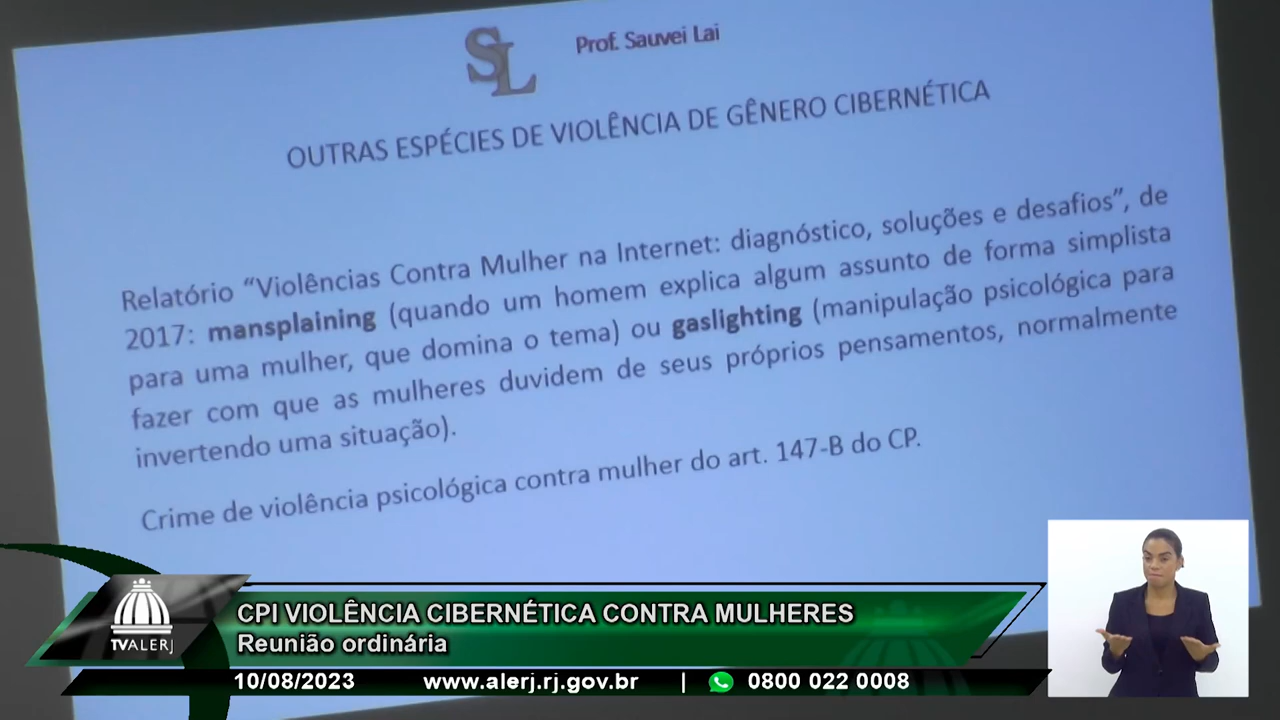 SL
Prof. Sauvei Lai
OUTRAS ESPÉCIES DE VIOLÊNCIA DE GÊNERO CIBERNÉTICA
Relatório “Violências Contra Mulher na Internet: diagnóstico, soluções e desafios”, de
2017: mansplaining (quando um homem explica algum assunto de forma simplista
para uma mulher, que domina o tema) ou gaslighting (manipulação psicológica para
fazer com que as mulheres duvidem de seus próprios pensamentos, normalmente
invertendo uma situação).
Crime de violência psicológica contra mulher do art. 147-B do CP.
TVALERJ
CPI VIOLÊNCIA CIBERNÉTICA CONTRA MULHERES
Reunião ordinária
10/08/2023 www.alerj.rj.gov.br | 0800 022 0008